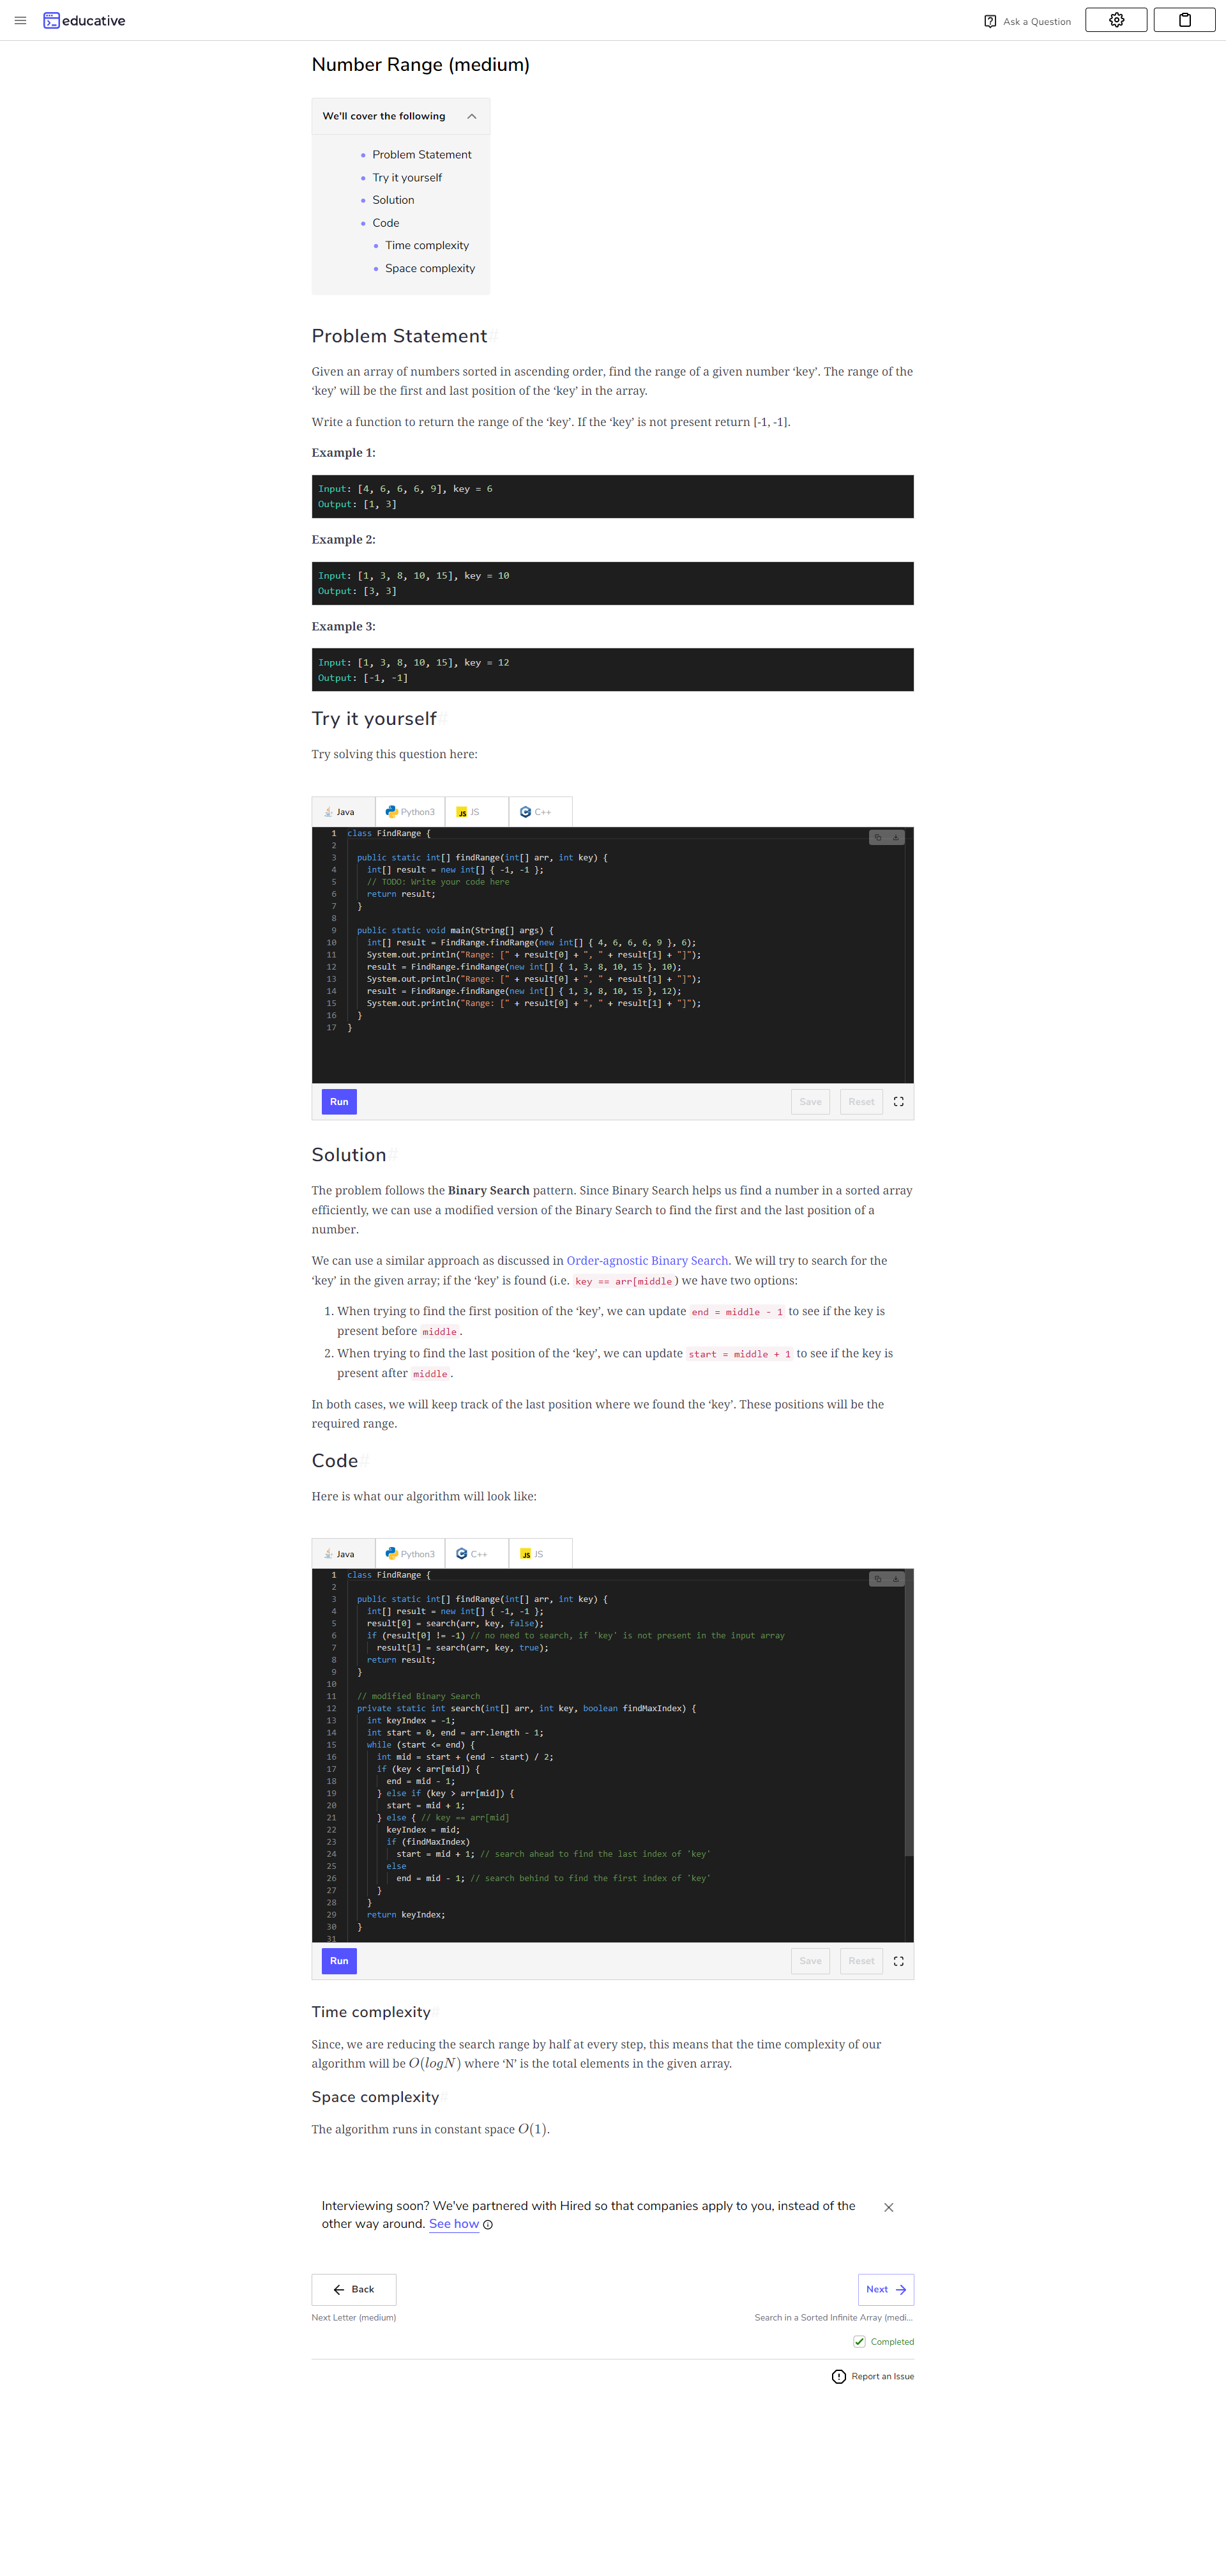 educative
Ask a Question
Number Range (medium)
We'll cover the following
Problem Statement
Try it yourself
Solution
Code
Time complexity
Space complexity
Problem Statement#
Given an array of numbers sorted in ascending order, find the range of a given number ‘key’. The range of the
‘key’ will be the first and last position of the ‘key’ in the array.
Write a function to return the range of the ‘key’. If the ‘key’ is not present return [-1, -1].
Example 1:
Input: [4, 6, 6, 6, 9], key = 6
Output: [1, 3]
Example 2:
Input: [1, 3, 8, 10, 15], key = 10
Output: [3, 3]
Example 3:
Input: [1, 3, 8, 10, 15], key = 12
Output: [-1, -1]
Try it yourself#
Try solving this question here:
Java Python3 JS JS C++
1 class FindRange {
2
3 public static int[] findRange(int[] arr, int key) {
4 int[] result = new int[] { -1, -1 };
5 // TODO: Write your code here
6 return result;
7 }
8
9 public static void main(String[] args) {
10 int[] result = FindRange.findRange(new int[] { 4, 6, 6, 6, 9 }, 6);
11 System.out.println("Range: [" + result[0] + ", " + result[1] + "]");
12 result = FindRange.findRange(new int[] { 1, 3, 8, 10, 15 }, 10);
13 System.out.println("Range: [" + result[0] + ", " + result[1] + "]");
14 result = FindRange.findRange(new int[] { 1, 3, 8, 10, 15 }, 12);
15 System.out.println("Range: [" + result[0] + ", " + result[1] + "]");
16 }
17 }
Run Save Reset
Solution#
The problem follows the Binary Search pattern. Since Binary Search helps us find a number in a sorted array
efficiently, we can use a modified version of the Binary Search to find the first and the last position of a
number.
We can use a similar approach as discussed in Order-agnostic Binary Search. We will try to search for the
‘key’ in the given array; if the ‘key’ is found (i.e. key == arr[middle) we have two options:
1. When trying to find the first position of the ‘key’, we can update end = middle - 1 to see if the key is
present before middle.
2. When trying to find the last position of the ‘key’, we can update start = middle + 1 to see if the key is
present after middle.
In both cases, we will keep track of the last position where we found the ‘key’. These positions will be the
required range.
Code#
Here is what our algorithm will look like:
Java Python3 C++ JS JS
1 class FindRange {
2
3 public static int[] findRange(int[] arr, int key) {
4 int[] result = new int[] { -1, -1 };
5 result[0] = search(arr, key, false);
6 if (result[0] != -1) // no need to search, if 'key' is not present in the input array
7 result[1] = search(arr, key, true);
8 return result;
9 }
10
11 // modified Binary Search
12 private static int search(int[] arr, int key, boolean findMaxIndex) {
13 int keyIndex = -1;
14 int start = 0, end = arr.length - 1;
15 while (start <= end) {
16 int mid = start + (end - start) / 2;
17 if (key < arr[mid]) {
18 end = mid - 1;
19 } else if (key > arr[mid]) {
20 start = mid + 1;
21 } else { // key == arr[mid]
22 keyIndex = mid;
23 if (findMaxIndex)
24 start = mid + 1; // search ahead to find the last index of 'key'
25 else
26 end = mid - 1; // search behind to find the first index of 'key'
27 }
28 }
29 return keyIndex;
30 }
31
Run Save Reset
Time complexity#
Since, we are reducing the search range by half at every step, this means that the time complexity of our
algorithm will be O(logN) where ‘N’ is the total elements in the given array.
Space complexity#
The algorithm runs in constant space O(1).
Interviewing soon? We've partnered with Hired so that companies apply to you, instead of the
other way around. See how
Back Next
Next Letter (medium) Search in a Sorted Infinite Array (medi...
Completed
Report an Issue